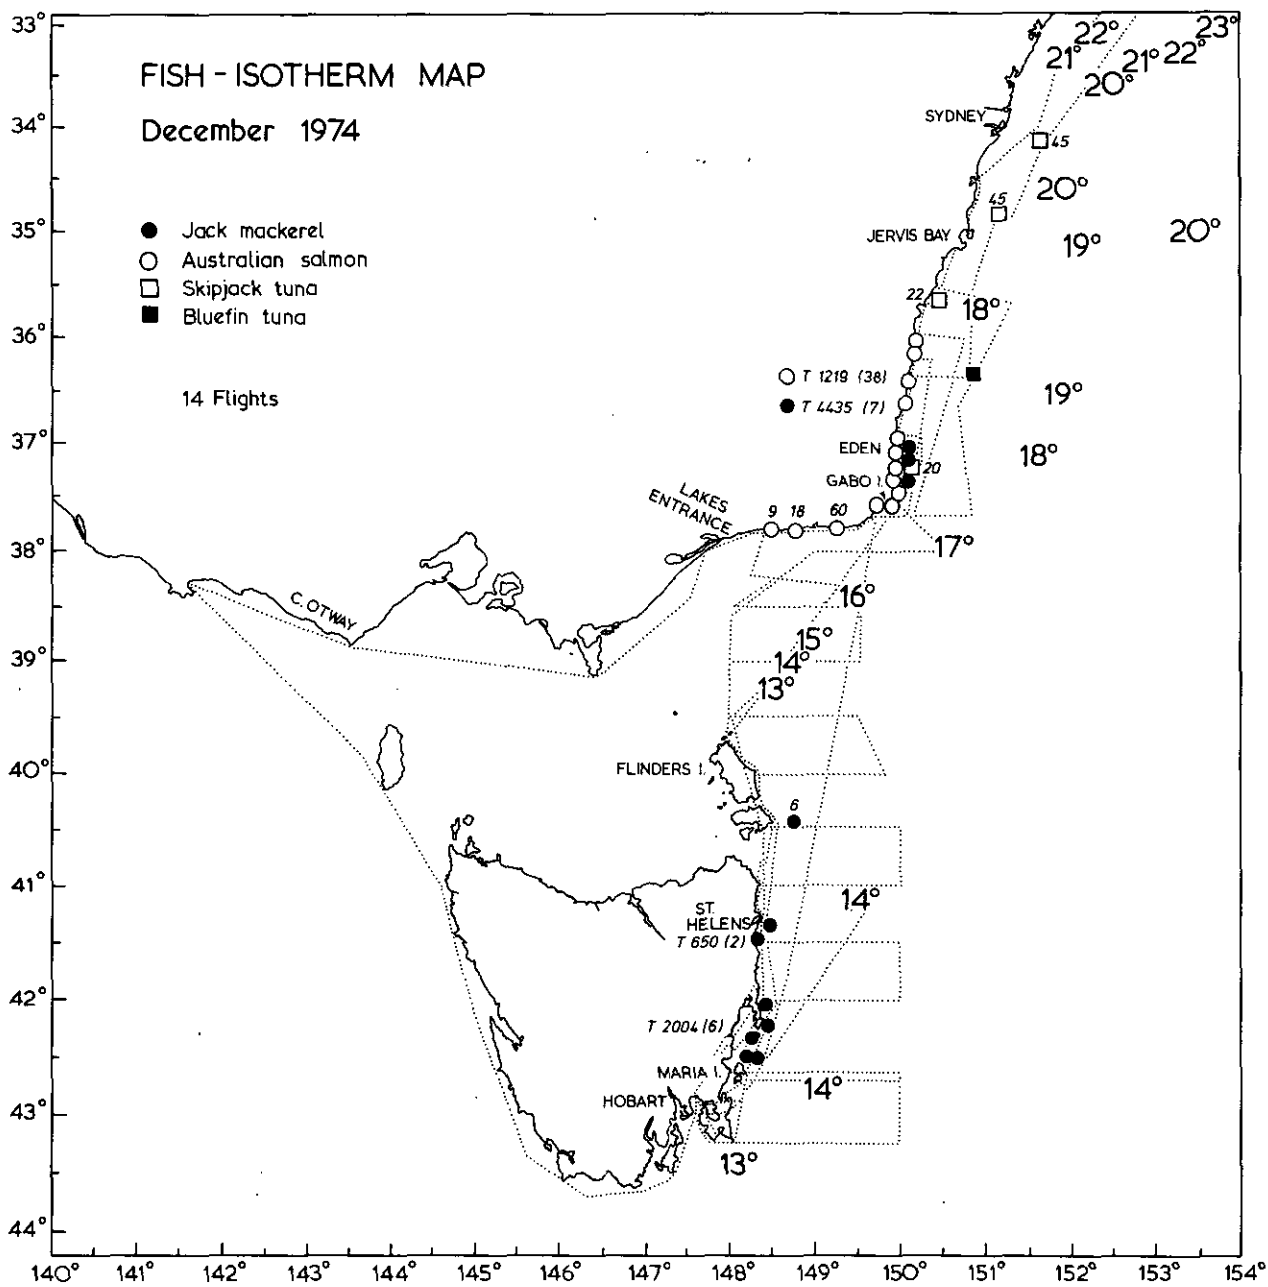 FISH - ISOTHERM MAP
December 1974
Jack mackerel
Australian salmon
Skipjack tuna
Bluefin tuna
14 Flights
33°
34°
35°
36°
37°
38°
39°
40°
41°
42°
43°
44°
140°
141°
142°
143°
144°
145°
146°
147°
148°
149°
150°
151°
152°
153°
154°
22°
23°
21°
21°
22°
20°
SYDNEY
45
20°
45
JERVIS BAY
19°
20°
22
18°
T 1219 (38)
T 4435 (7)
19°
EDEN
18°
20
GABO I.
LAKES
ENTRANCE
9
18
60
17°
16°
C. OTWAY
15°
14°
13°
FLINDERS I.
6
14°
ST.
HELENS
T 650 (2)
T 2004 (6)
MARIA I.
14°
HOBART
13°